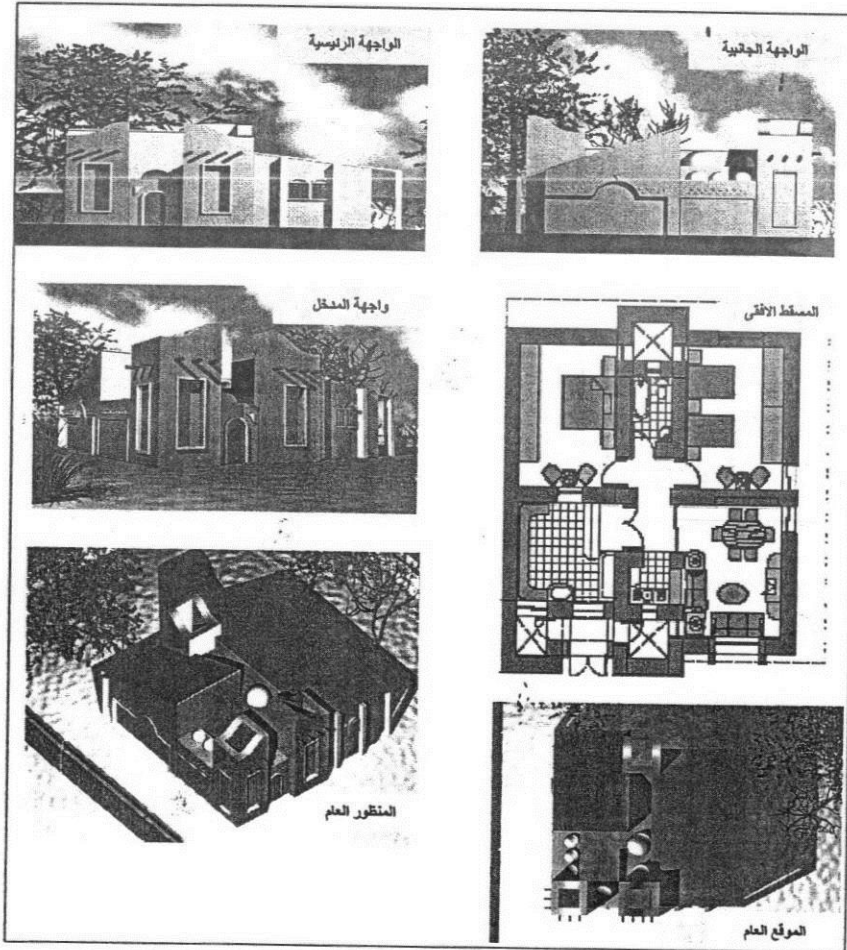 الواجهة الرئيسية
الواجهة الجانبية
واجهة المدخل
المسقط الافقى
المنظور العام
الموقع العام